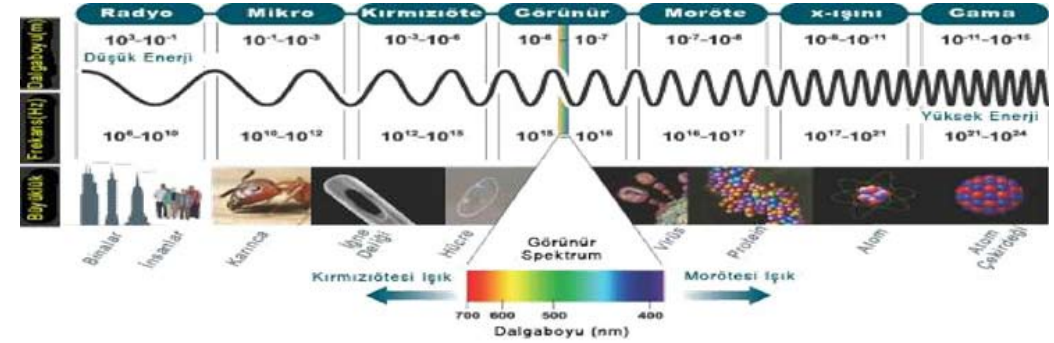 Radyo Mikro Kırmızıöte Görünür Moröte x-ışını Gama
Dalgaboyu(m)
10³-10⁻¹ 10⁻¹-10⁻³ 10⁻³-10⁻⁶ 10⁻⁶ 10⁻⁷ 10⁻⁷-10⁻⁸ 10⁻⁸-10⁻¹¹ 10⁻¹¹-10⁻¹⁵
Düşük Enerji
Yüksek Enerji
Frekans(Hz)
10⁶-10¹⁰ 10¹⁰-10¹² 10¹²-10¹⁵ 10¹⁵ 10¹⁶ 10¹⁶-10¹⁷ 10¹⁷-10²¹ 10²¹-10²⁴
Büyüklük
Binalar İnsanlar Karınca İğne Deliği Hücre Virüs Protein Atom Atom Çekirdeği
Görünür
Spektrum
Kırmızıötesi Işık Morötesi Işık
700 600 500 400
Dalgaboyu (nm)